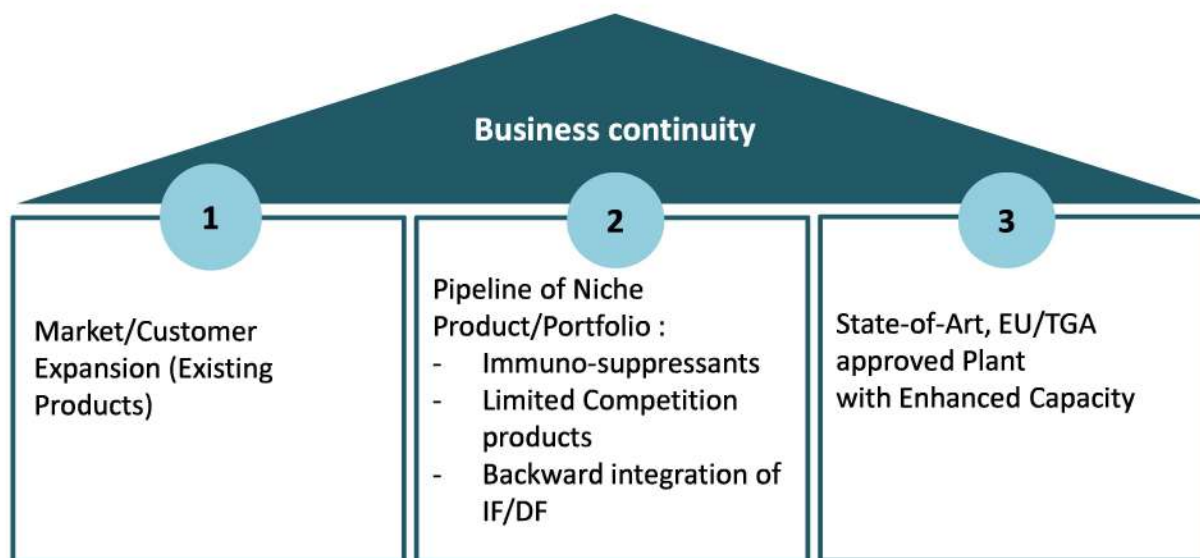 Business continuity
1
Market/Customer
Expansion (Existing
Products)
2
Pipeline of Niche
Product/Portfolio :
- Immuno-suppressants
- Limited Competition
products
- Backward integration of
IF/DF
3
State-of-Art, EU/TGA
approved Plant
with Enhanced Capacity